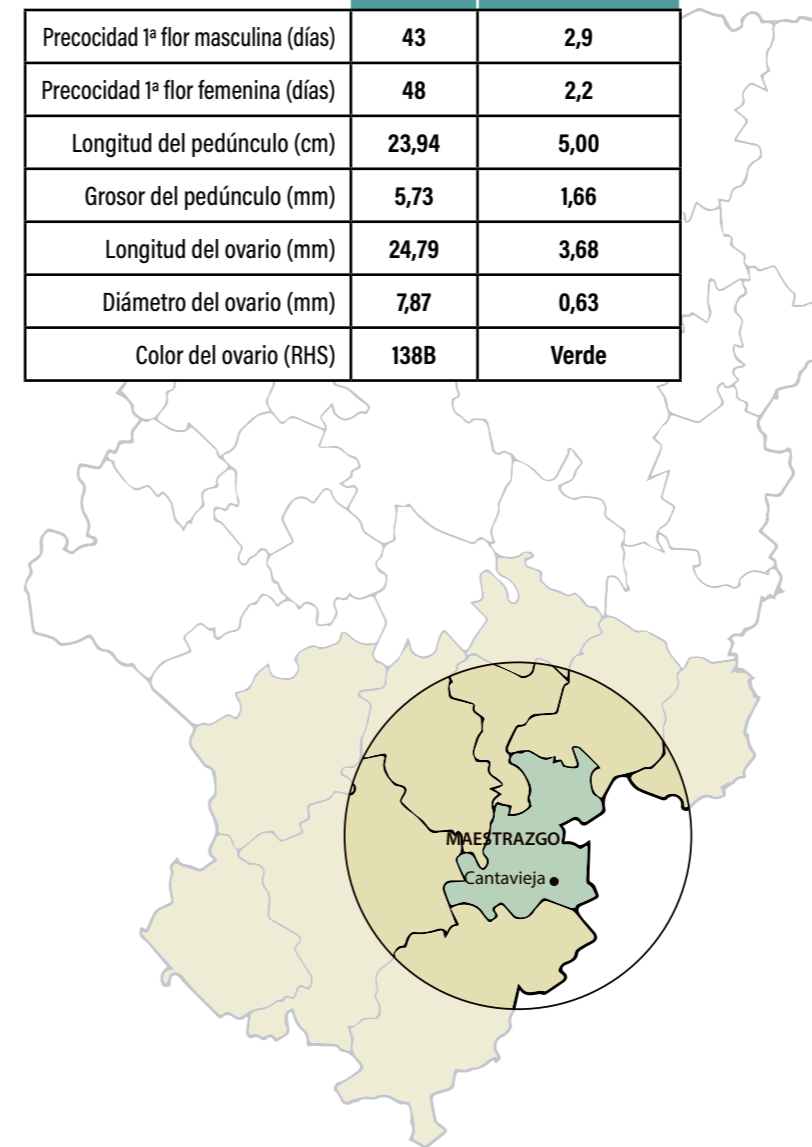 Precocidad 1ª flor masculina (días) 43 2,9
Precocidad 1ª flor femenina (días) 48 2,2
Longitud del pedúnculo (cm) 23,94 5,00
Grosor del pedúnculo (mm) 5,73 1,66
Longitud del ovario (mm) 24,79 3,68
Diámetro del ovario (mm) 7,87 0,63
Color del ovario (RHS) 138B Verde
MAESTRAZGO
Cantavieja